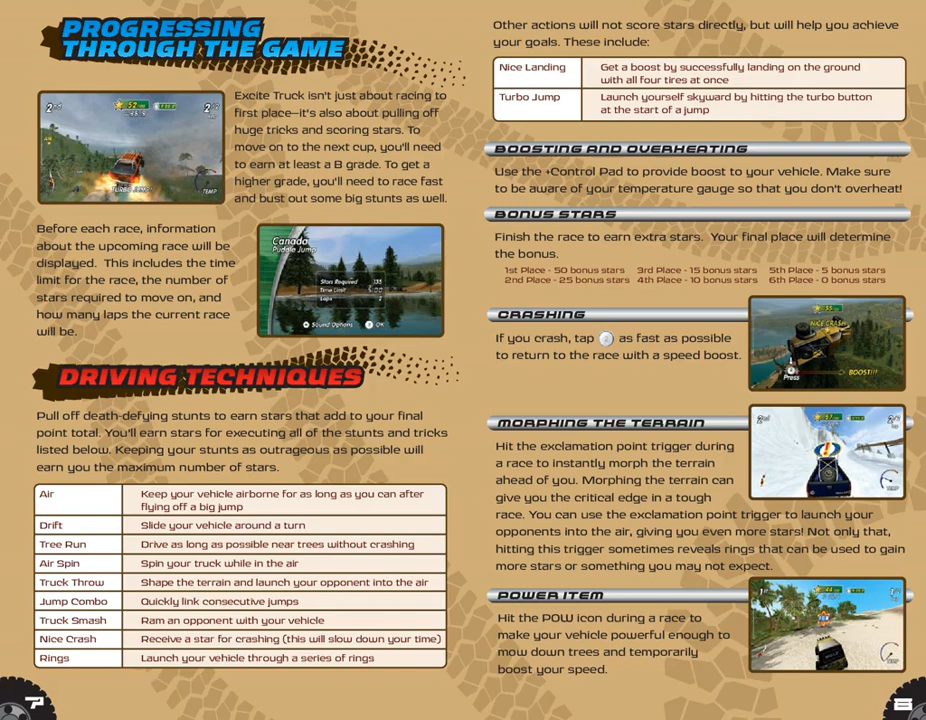 PROGRESSING
THROUGH THE GAME
Excite Truck isn't just about racing to
first place—it's also about pulling off
huge tricks and scoring stars. To
move on to the next cup, you'll need
to earn at least a B grade. To get a
higher grade, you'll need to race fast
and bust out some big stunts as well.
Before each race, information
about the upcoming race will be
displayed. This includes the time
limit for the race, the number of
stars required to move on, and
how many laps the current race
will be.
Canada
Puddle Jump
Stars Required 135
Time Limit
Laps 2
Sound Options OK
DRIVING TECHNIQUES
Pull off death-defying stunts to earn stars that add to your final
point total. You'll earn stars for executing all of the stunts and tricks
listed below. Keeping your stunts as outrageous as possible will
earn you the maximum number of stars.
Air Keep your vehicle airborne for as long as you can after
flying off a big jump
Drift Slide your vehicle around a turn
Tree Run Drive as long as possible near trees without crashing
Air Spin Spin your truck while in the air
Truck Throw Shape the terrain and launch your opponent into the air
Jump Combo Quickly link consecutive jumps
Truck Smash Ram an opponent with your vehicle
Nice Crash Receive a star for crashing (this will slow down your time)
Rings Launch your vehicle through a series of rings
7
Other actions will not score stars directly, but will help you achieve
your goals. These include:
Nice Landing Get a boost by successfully landing on the ground
with all four tires at once
Turbo Jump Launch yourself skyward by hitting the turbo button
at the start of a jump
BOOSTING AND OVERHEATING
Use the +Control Pad to provide boost to your vehicle. Make sure
to be aware of your temperature gauge so that you don't overheat!
BONUS STARS
Finish the race to earn extra stars. Your final place will determine
the bonus.
1st Place - 50 bonus stars 3rd Place - 15 bonus stars 5th Place - 5 bonus stars
2nd Place - 25 bonus stars 4th Place - 10 bonus stars 6th Place - 0 bonus stars
CRASHING
If you crash, tap as fast as possible
to return to the race with a speed boost.
NICE CRASH
Press BOOST!!!
MORPHING THE TERRAIN
Hit the exclamation point trigger during
a race to instantly morph the terrain
ahead of you. Morphing the terrain can
give you the critical edge in a tough
race. You can use the exclamation point trigger to launch your
opponents into the air, giving you even more stars! Not only that,
hitting this trigger sometimes reveals rings that can be used to gain
more stars or something you may not expect.
POWER ITEM
Hit the POW icon during a race to
make your vehicle powerful enough to
mow down trees and temporarily
boost your speed.
8